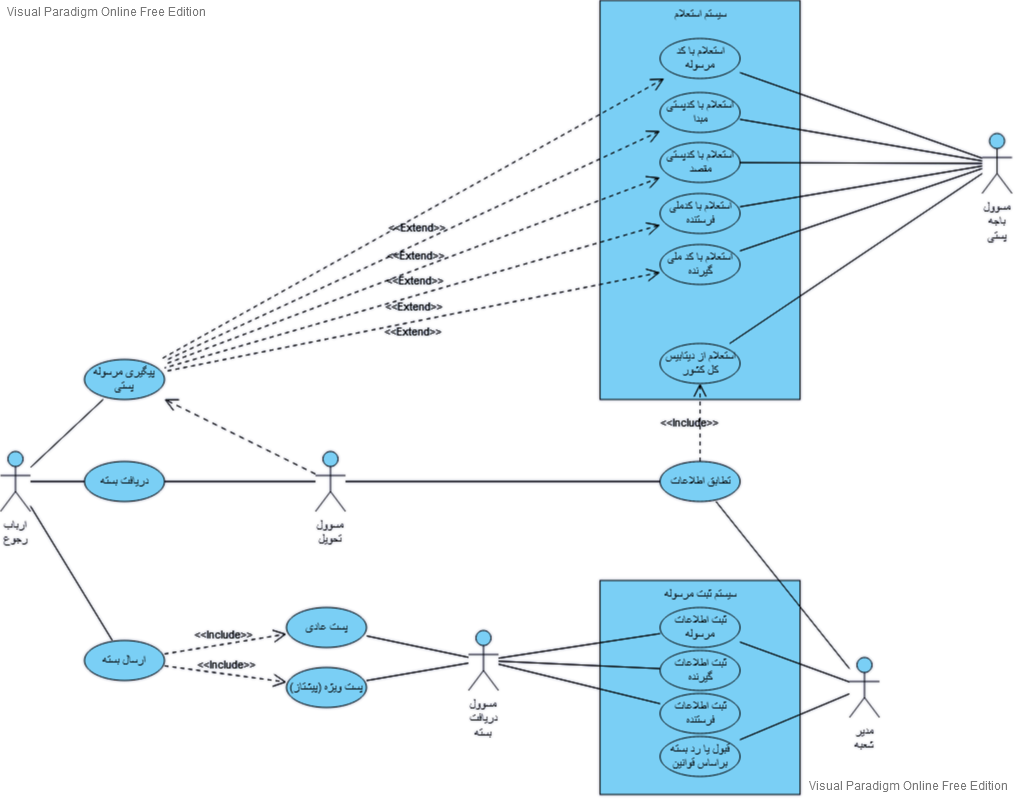 Visual Paradigm Online Free Edition
سیستم استعلام
استعلام با کد
مرسوله
استعلام با کدپستی
مبدا
استعلام با کدپستی
مقصد
استعلام با کدملی
فرستنده
استعلام با کد ملی
گیرنده
استعلام از دیتابیس
کل کشور
مسوول
باجه
پستی
<<Extend>>
<<Extend>>
<<Extend>>
<<Extend>>
<<Extend>>
پیگیری مرسوله
پستی
<<Include>>
دریافت بسته
تطابق اطلاعات
ارباب
رجوع
مسوول
تحویل
سیستم ثبت مرسوله
ثبت اطلاعات
مرسوله
ثبت اطلاعات
گیرنده
ثبت اطلاعات
فرستنده
قبول یا رد بسته
براساس قوانین
ارسال بسته
<<Include>>
<<Include>>
پست عادی
پست ویژه (پیشتاز)
مسوول
دریافت
بسته
مدیر
شعبه
Visual Paradigm Online Free Edition